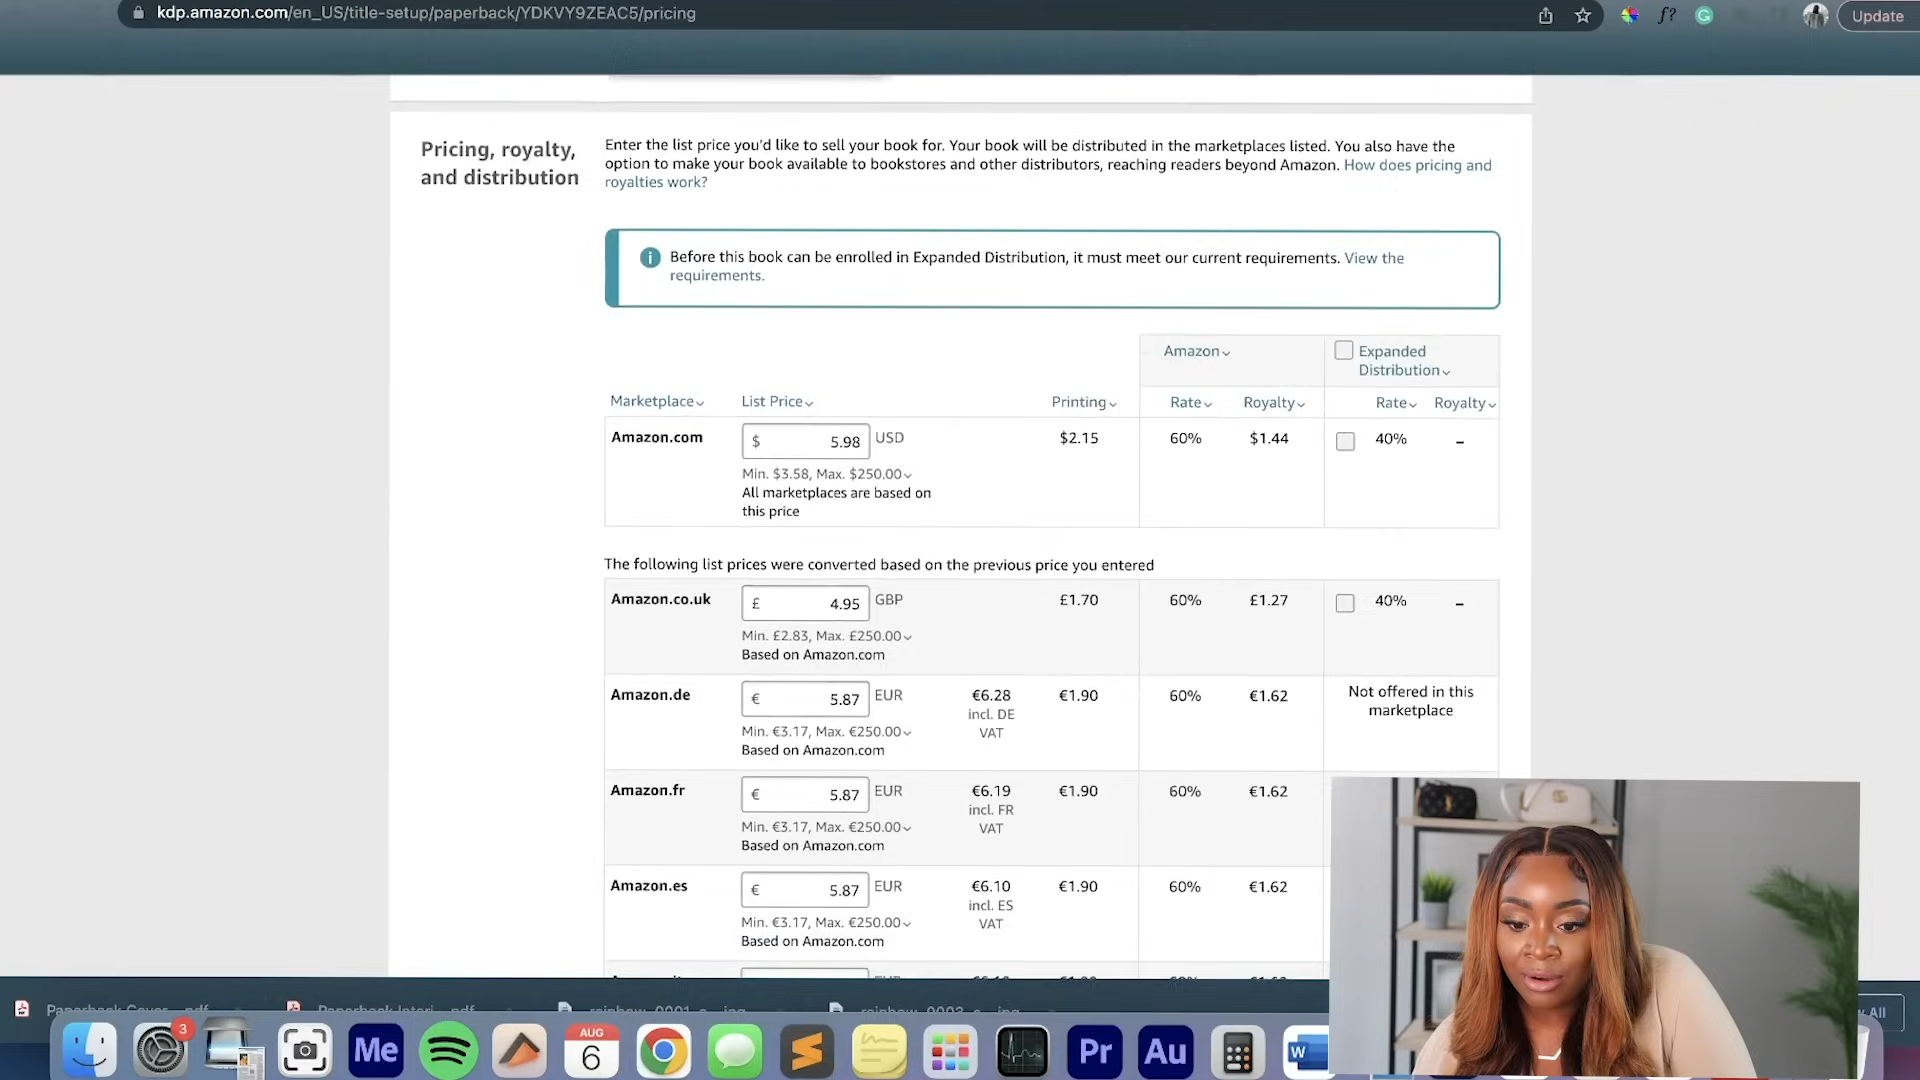 kdp.amazon.com/en_US/title-setup/paperback/YDKVY9ZEAC5/pricing
f?
Update
Pricing, royalty,
and distribution
Enter the list price you'd like to sell your book for. Your book will be distributed in the marketplaces listed. You also have the
option to make your book available to bookstores and other distributors, reaching readers beyond Amazon. How does pricing and
royalties work?
Before this book can be enrolled in Expanded Distribution, it must meet our current requirements. View the
requirements.
Amazon
Expanded
Distribution
Marketplace List Price Printing Rate Royalty Rate Royalty
Amazon.com $ 5.98 USD $2.15 60% $1.44 40% –
Min. $3.58, Max. $250.00
All marketplaces are based on
this price
The following list prices were converted based on the previous price you entered
Amazon.co.uk £ 4.95 GBP £1.70 60% £1.27 40% –
Min. £2.83, Max. £250.00
Based on Amazon.com
Amazon.de € 5.87 EUR €6.28 €1.90 60% €1.62 Not offered in this
incl. DE marketplace
Min. €3.17, Max. €250.00 VAT
Based on Amazon.com
Amazon.fr € 5.87 EUR €6.19 €1.90 60% €1.62
incl. FR
Min. €3.17, Max. €250.00 VAT
Based on Amazon.com
Amazon.es € 5.87 EUR €6.10 €1.90 60% €1.62
incl. ES
Min. €3.17, Max. €250.00 VAT
Based on Amazon.com
3
Me
AUG
6
Pr
Au
W
All